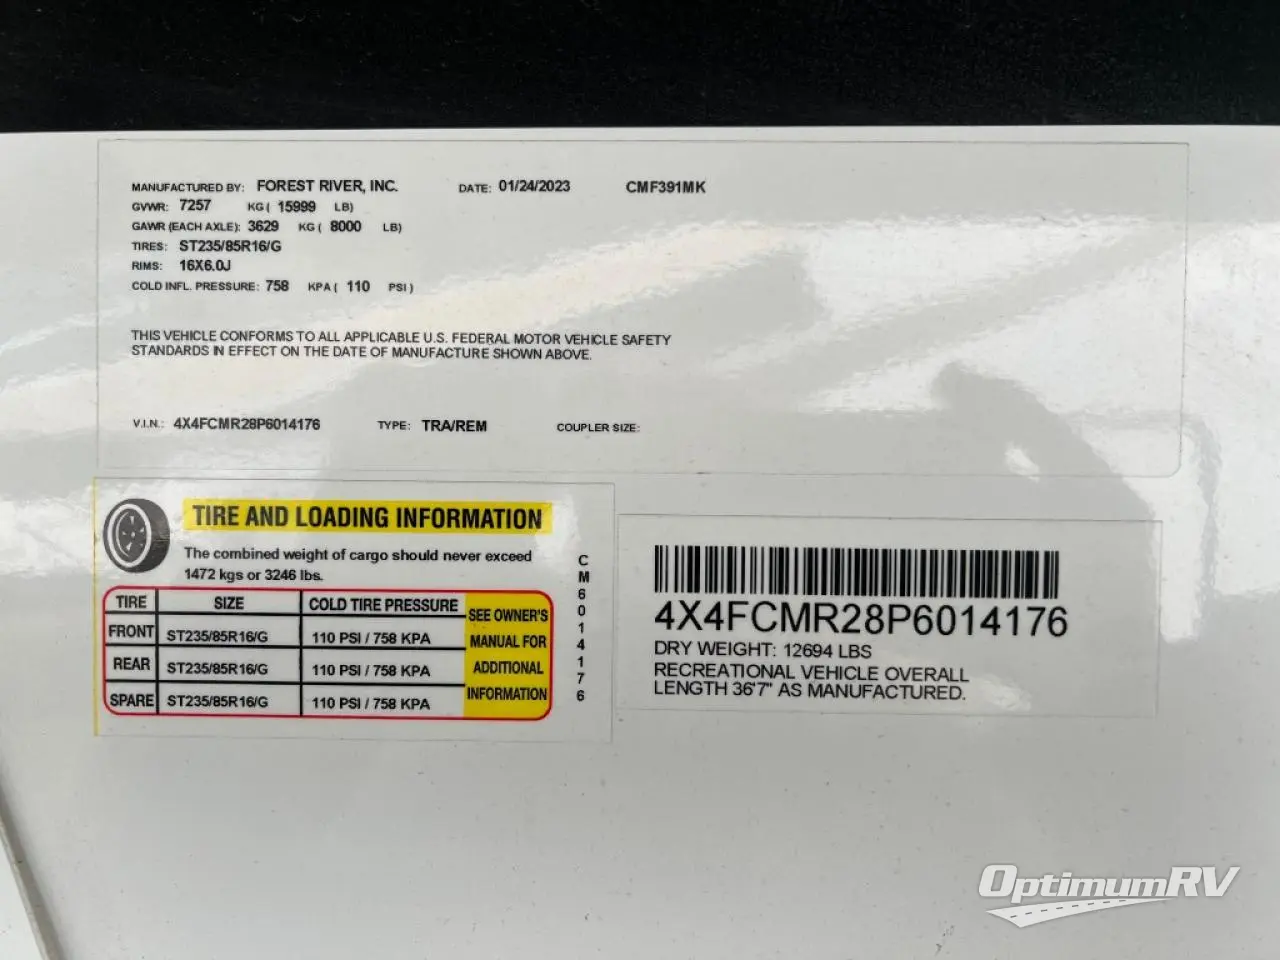 MANUFACTURED BY: FOREST RIVER, INC. DATE: 01/24/2023 CMF391MK
GVWR: 7257 KG ( 15999 LB)
GAWR (EACH AXLE): 3629 KG ( 8000 LB)
TIRES: ST235/85R16/G
RIMS: 16X6.0J
COLD INFL. PRESSURE: 758 KPA ( 110 PSI )
THIS VEHICLE CONFORMS TO ALL APPLICABLE U.S. FEDERAL MOTOR VEHICLE SAFETY
STANDARDS IN EFFECT ON THE DATE OF MANUFACTURE SHOWN ABOVE.
V.I.N.: 4X4FCMR28P6014176 TYPE: TRA/REM COUPLER SIZE:
TIRE AND LOADING INFORMATION
The combined weight of cargo should never exceed
1472 kgs or 3246 lbs.
TIRE SIZE COLD TIRE PRESSURE
FRONT ST235/85R16/G 110 PSI / 758 KPA
REAR ST235/85R16/G 110 PSI / 758 KPA
SPARE ST235/85R16/G 110 PSI / 758 KPA
SEE OWNER'S
MANUAL FOR
ADDITIONAL
INFORMATION
CM6014176
4X4FCMR28P6014176
DRY WEIGHT: 12694 LBS
RECREATIONAL VEHICLE OVERALL
LENGTH 36'7" AS MANUFACTURED.
OptimumRV